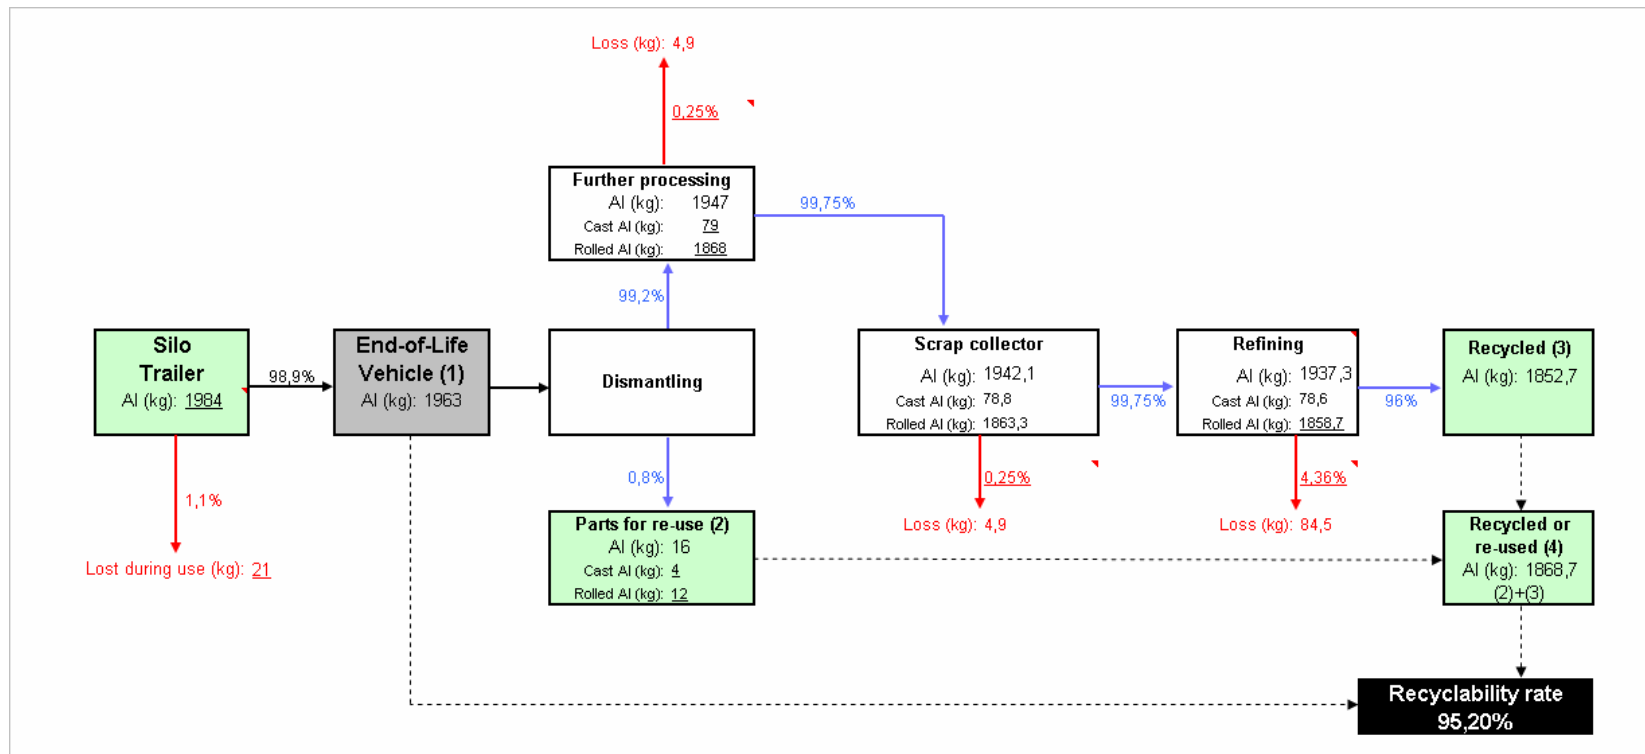 Loss (kg): 4,9
0,25%
Further processing
Al (kg): 1947
Cast Al (kg): 79
Rolled Al (kg): 1868
99,75%
99,2%
Silo
Trailer
Al (kg): 1984
98,9%
End-of-Life
Vehicle (1)
Al (kg): 1963
Dismantling
Scrap collector
Al (kg): 1942,1
Cast Al (kg): 78,8
Rolled Al (kg): 1863,3
99,75%
Refining
Al (kg): 1937,3
Cast Al (kg): 78,6
Rolled Al (kg): 1858,7
96%
Recycled (3)
Al (kg): 1852,7
1,1%
Lost during use (kg): 21
0,8%
Parts for re-use (2)
Al (kg): 16
Cast Al (kg): 4
Rolled Al (kg): 12
0,25%
Loss (kg): 4,9
4,36%
Loss (kg): 84,5
Recycled or
re-used (4)
Al (kg): 1868,7
(2)+(3)
Recyclability rate
95,20%